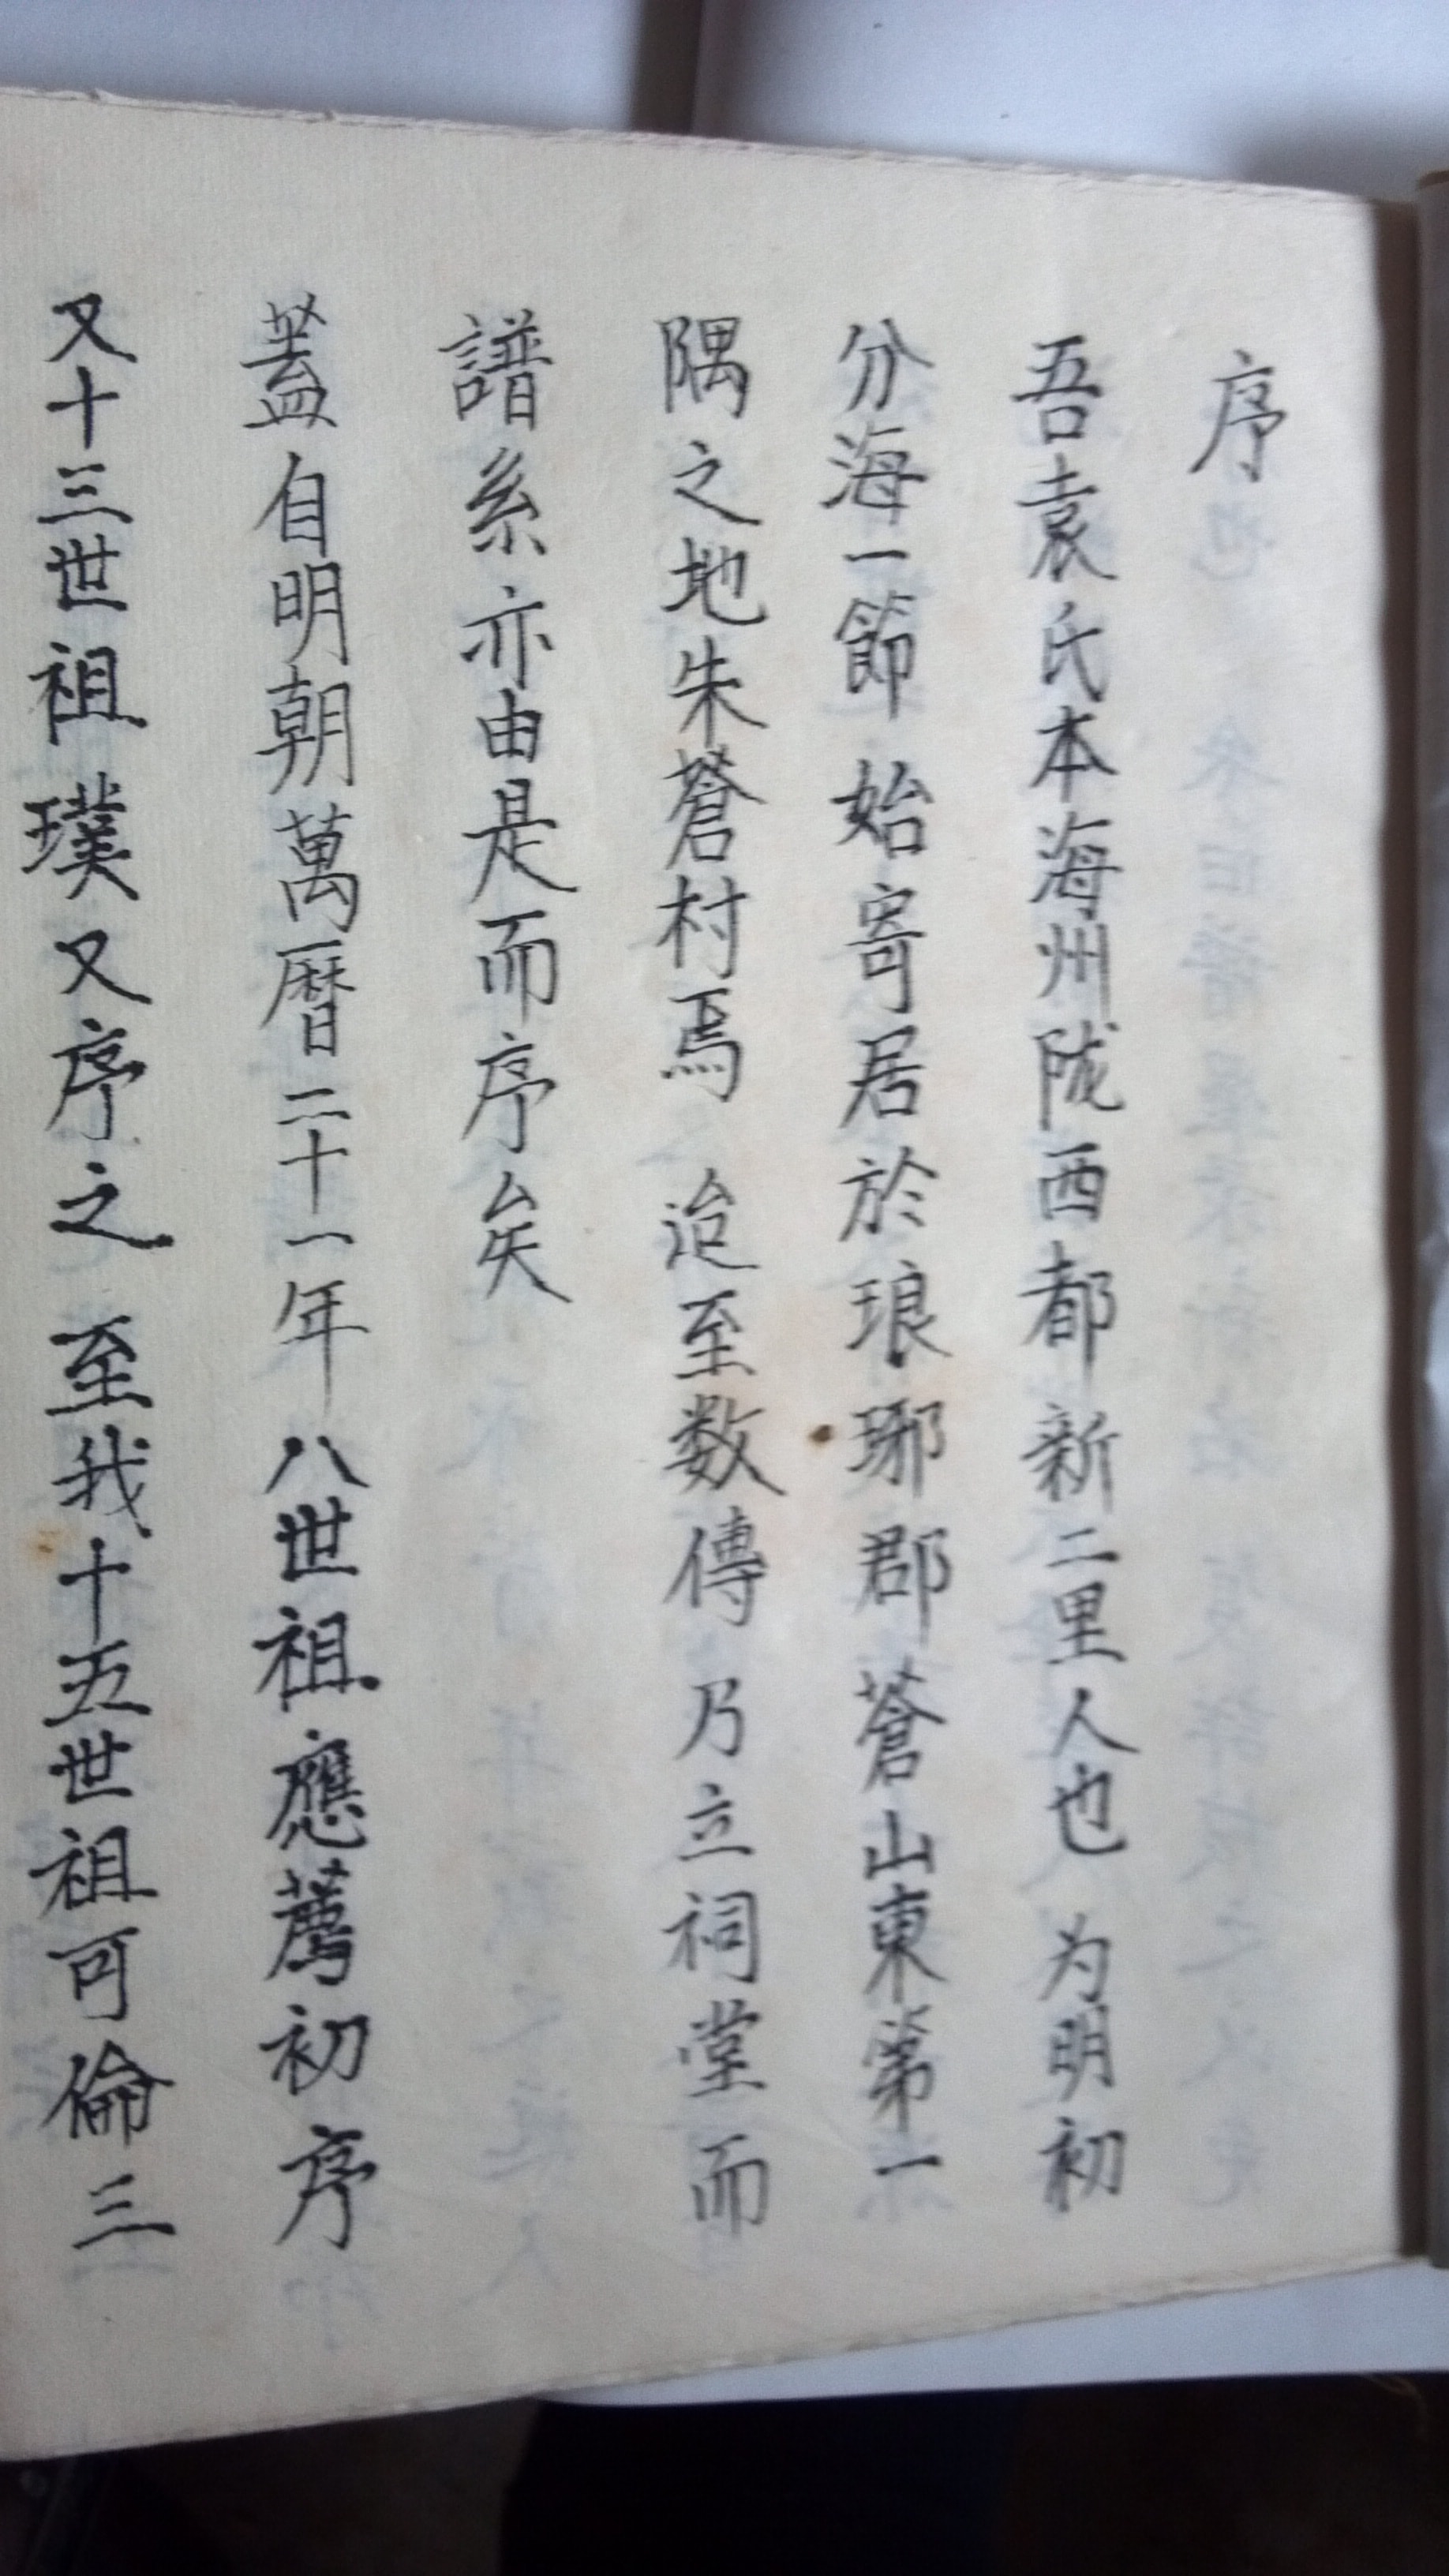 序
吾袁氏本海州陇西都新二里人也 为明初
分海一節 始寄居於琅琊郡蒼山東第一
隅之地朱蒼村焉 迨至数傳 乃立祠堂而
譜系亦由是而序矣
蓋自明朝萬曆二十一年 八世祖應薦初序
又十三世祖璞又序之 至我十五世祖可倫三